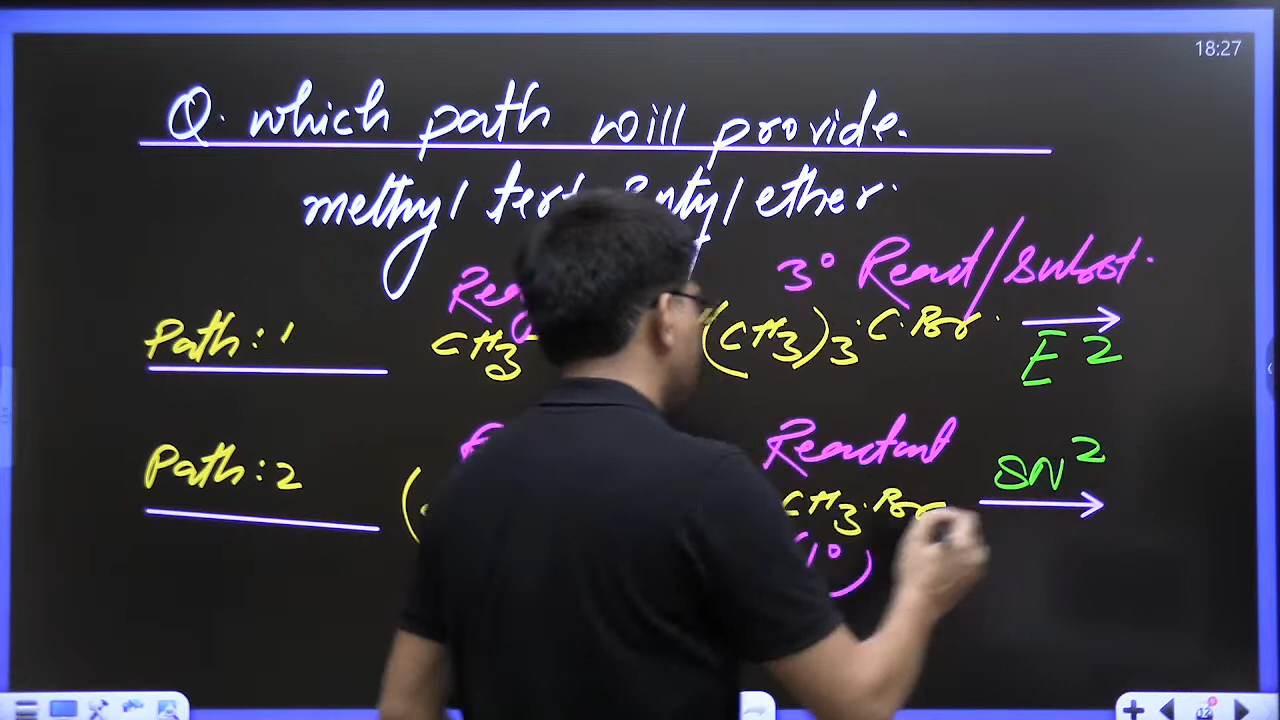 18:27
Q. which path will provide.
methyl ether.
3° React/subst.
Path:1 CH3 (CH3)3.C.Br. E2
Reactant
Path:2 ( CH3.Br SN2
(1°)